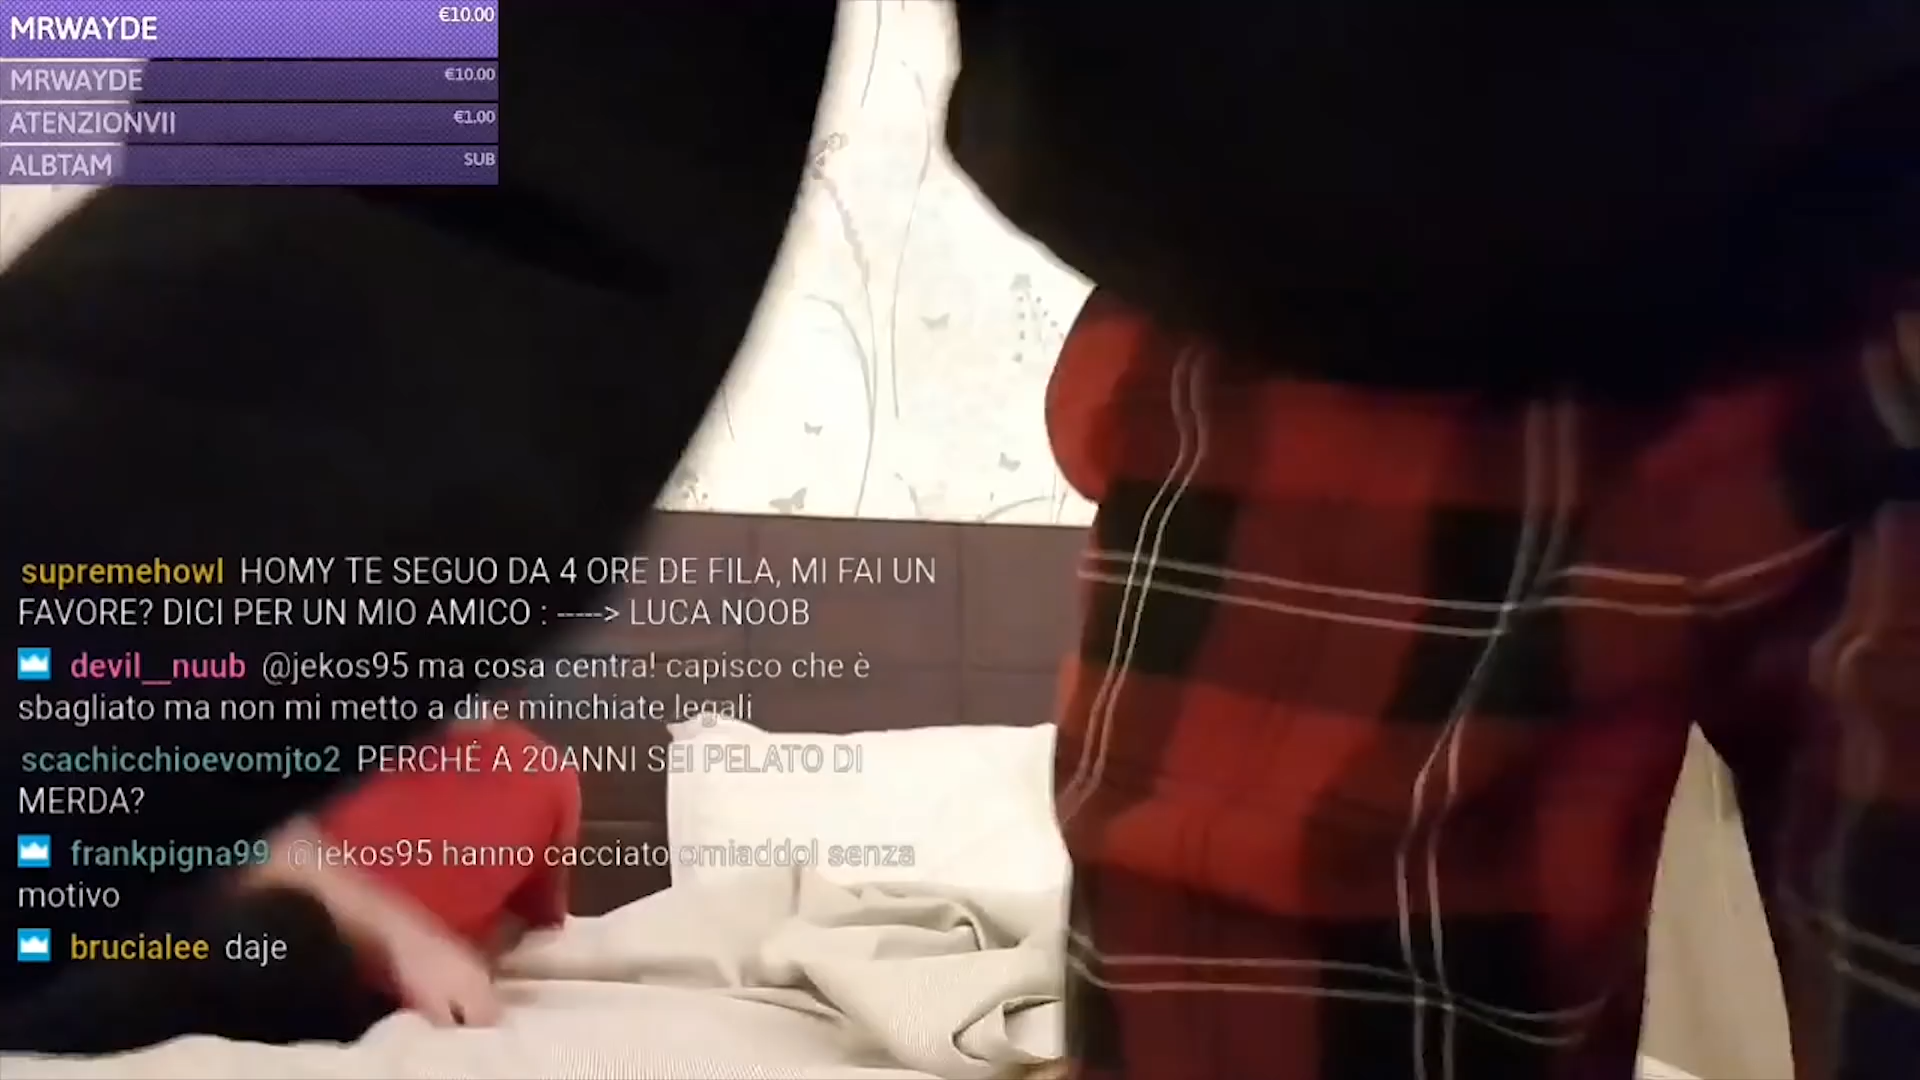 MRWAYDE €10.00
MRWAYDE €10.00
ATENZIONVII €1.00
ALBTAM SUB
supremehowl HOMY TE SEGUO DA 4 ORE DE FILA, MI FAI UN
FAVORE? DICI PER UN MIO AMICO : -----> LUCA NOOB
devil__nuub @jekos95 ma cosa centra! capisco che è
sbagliato ma non mi metto a dire minchiate legali
scachicchioevomjto2 PERCHÉ A 20ANNI SEI PELATO DI
MERDA?
frankpigna99 @jekos95 hanno cacciato omiaddol senza
motivo
brucialee daje